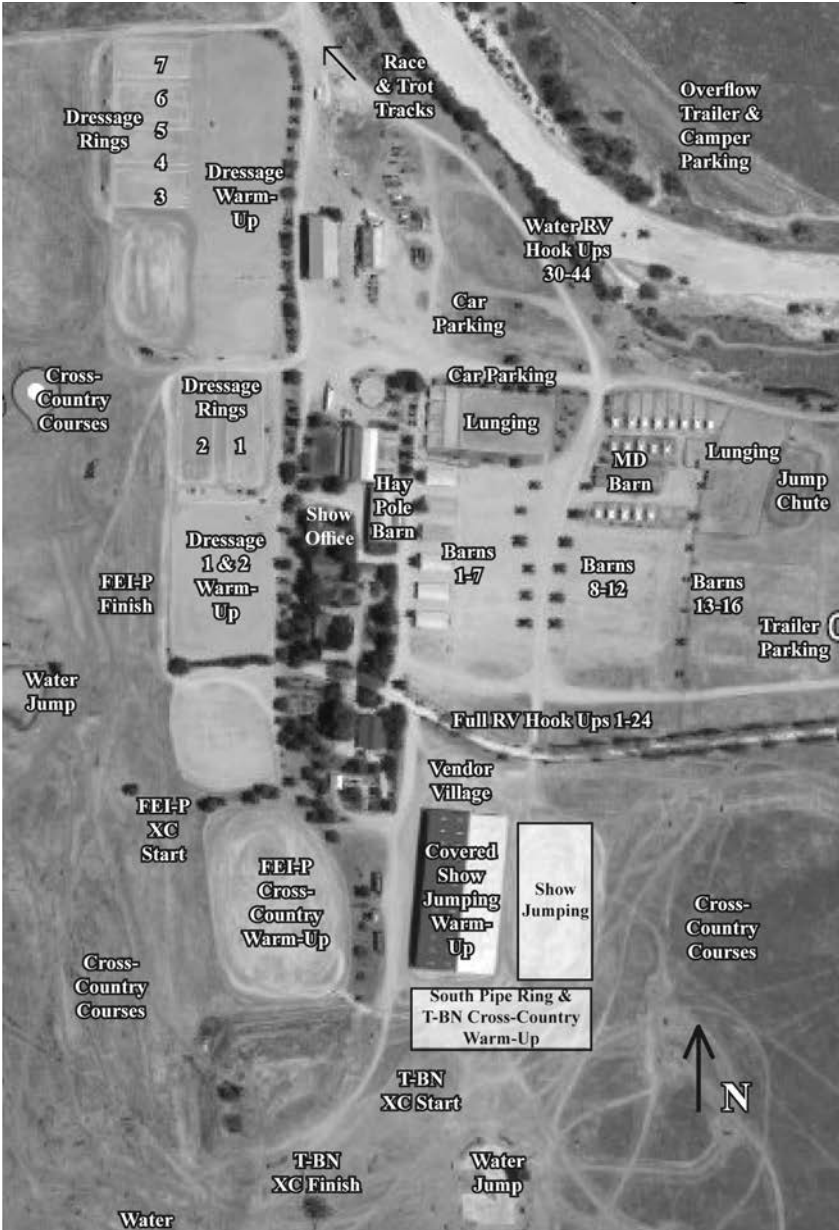 Race
& Trot
Tracks
Overflow
Trailer &
Camper
Parking
7
6
5
4
3
Dressage
Rings
Dressage
Warm-
Up
Water RV
Hook Ups
30-44
Car
Parking
Cross-
Country
Courses
Dressage
Rings
2
1
Car Parking
Lunging
MD
Barn
Lunging
Jump
Chute
Hay
Pole
Barn
Show
Office
Dressage
1 & 2
Warm-
Up
FEI-P
Finish
Barns
1-7
Barns
8-12
Barns
13-16
Trailer
Parking
Water
Jump
Full RV Hook Ups 1-24
Vendor
Village
FEI-P
XC
Start
FEI-P
Cross-
Country
Warm-Up
Covered
Show
Jumping
Warm-
Up
Show
Jumping
Cross-
Country
Courses
Cross-
Country
Courses
South Pipe Ring &
T-BN Cross-Country
Warm-Up
N
T-BN
XC Start
T-BN
XC Finish
Water
Jump
Water